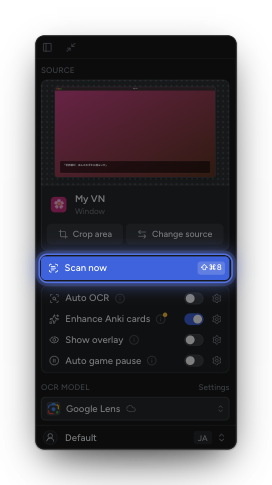 SOURCE
My VN
Window
Crop area
Change source
Scan now
⇧⌘8
Auto OCR
Enhance Anki cards
Show overlay
Auto game pause
OCR MODEL
Settings
Google Lens
Default
JA